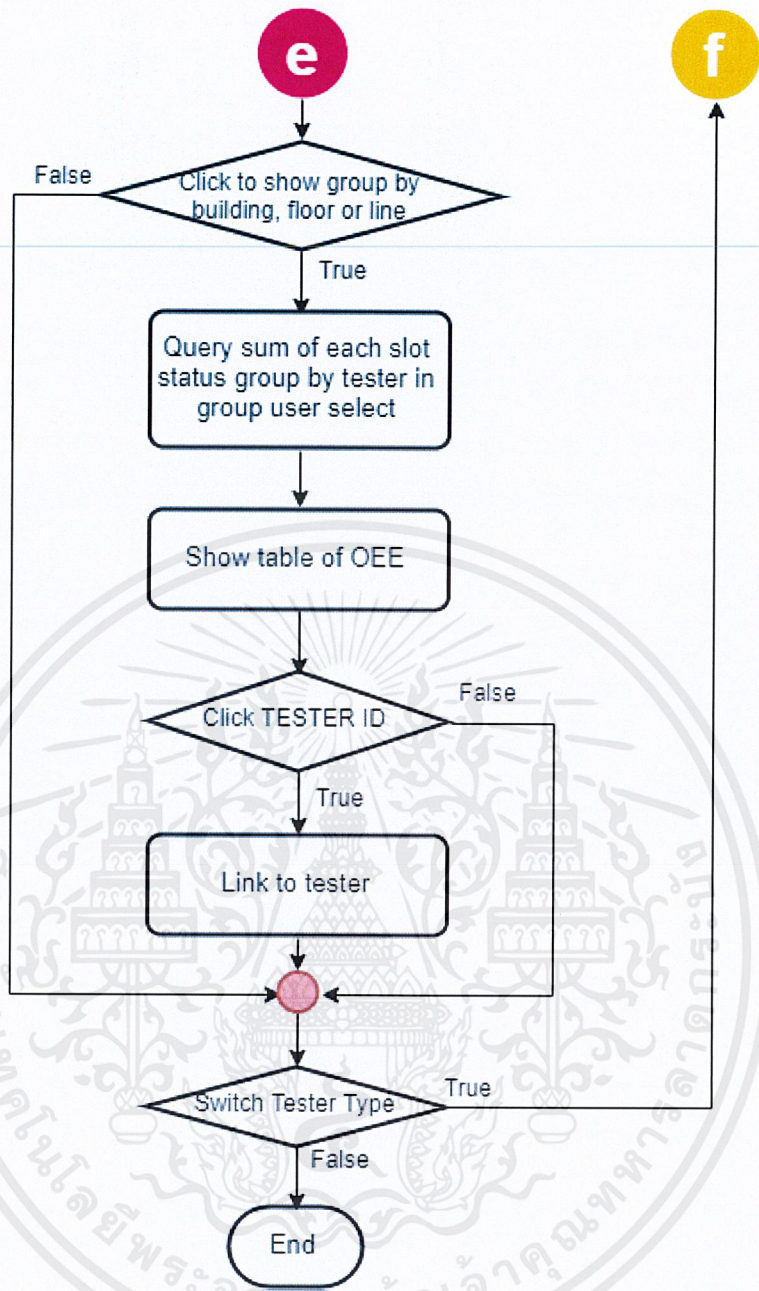 e
f
False
Click to show group by
building, floor or line
True
Query sum of each slot
status group by tester in
group user select
Show table of OEE
False
Click TESTER ID
True
Link to tester
Switch Tester Type
True
False
End